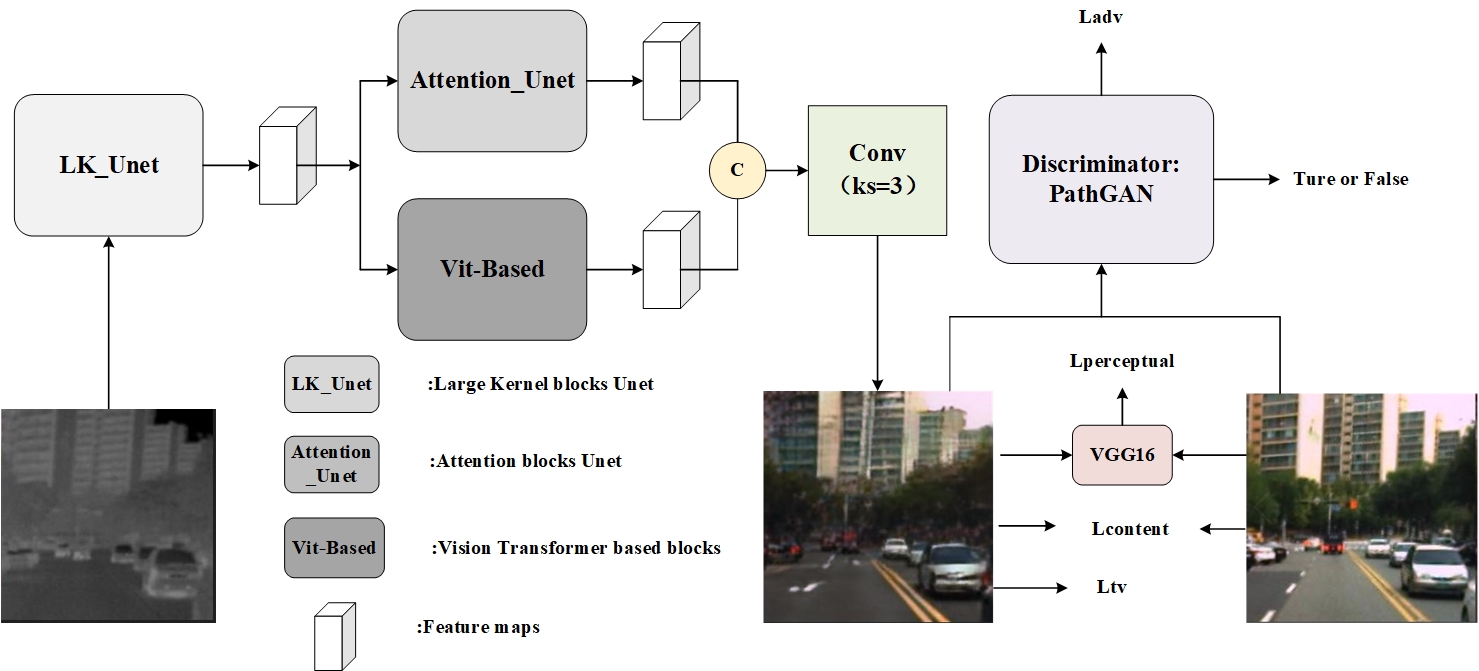 Ladv
Attention_Unet
LK_Unet
C
Conv
（ks=3）
Discriminator:
PathGAN
Ture or False
Vit-Based
Lperceptual
LK_Unet
:Large Kernel blocks Unet
Attention
_Unet
:Attention blocks Unet
VGG16
Vit-Based
:Vision Transformer based blocks
Lcontent
Ltv
:Feature maps